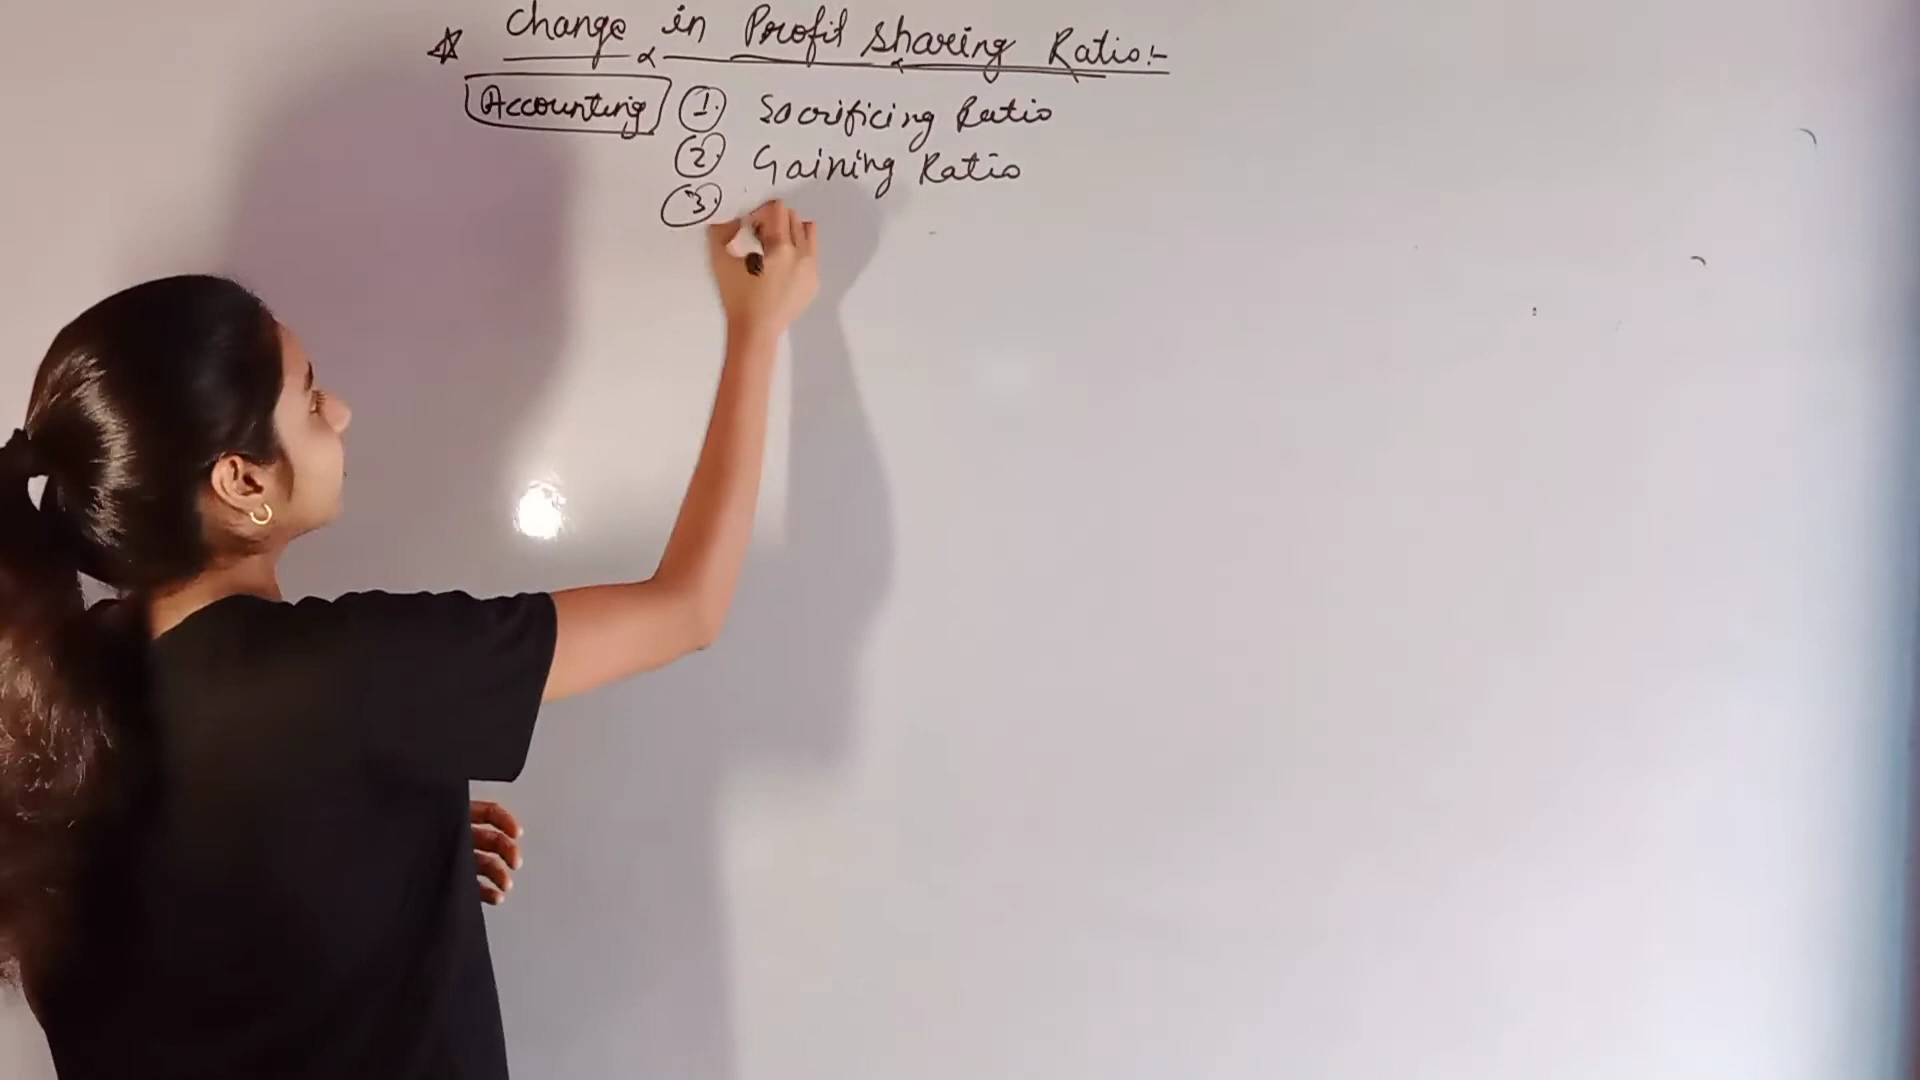 ☆ Change in Profit sharing Ratio:-
Accounting ① Sacrificing Ratio
② Gaining Ratio
③